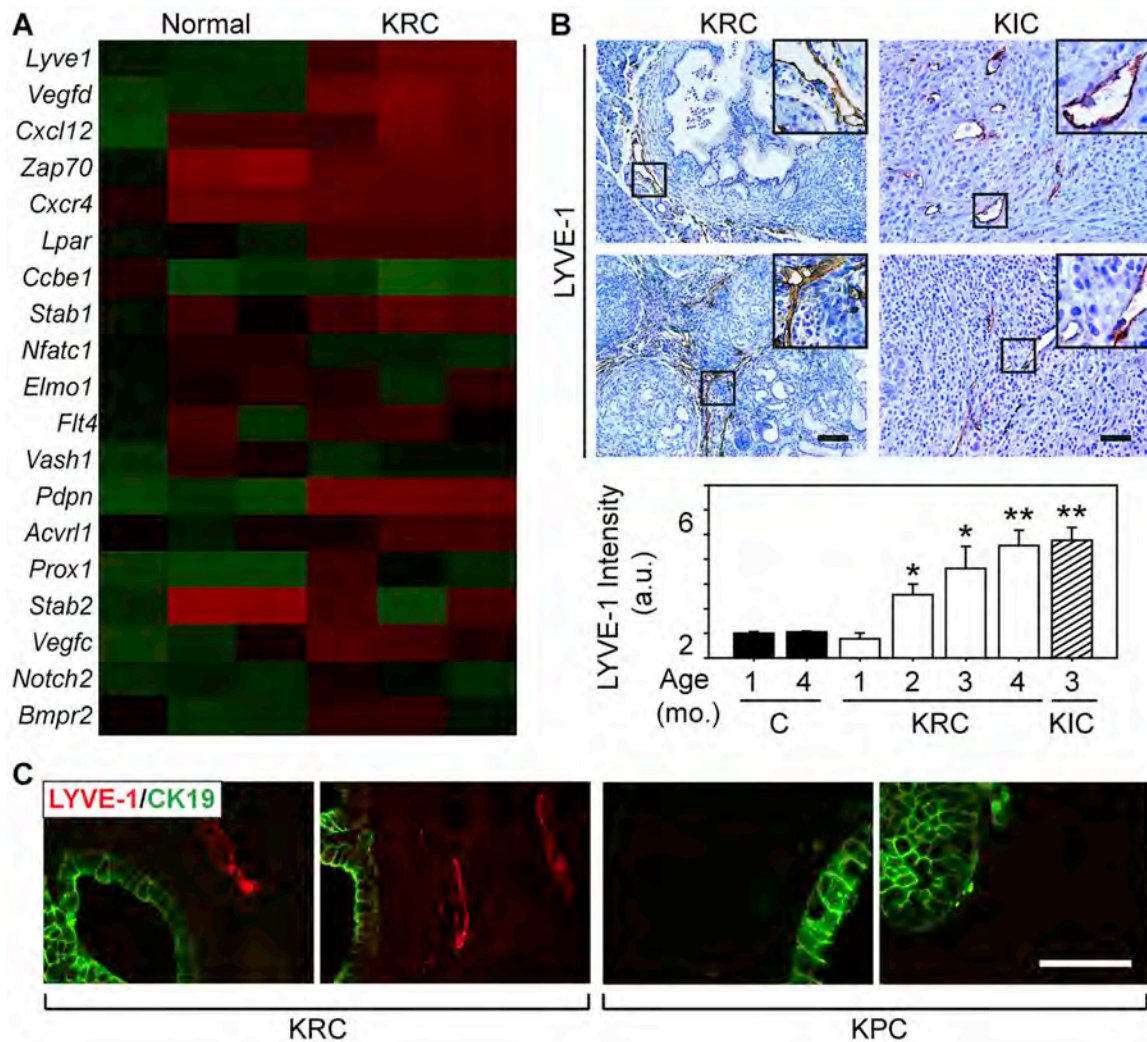 A
Normal KRC
Lyve1
Vegfd
Cxcl12
Zap70
Cxcr4
Lpar
Ccbe1
Stab1
Nfatc1
Elmo1
Flt4
Vash1
Pdpn
Acvrl1
Prox1
Stab2
Vegfc
Notch2
Bmpr2
B
KRC KIC
LYVE-1
LYVE-1 Intensity
(a.u.)
6
2
* * ** **
Age 1 4 1 2 3 4 3
(mo.) C KRC KIC
C
LYVE-1/CK19
KRC KPC